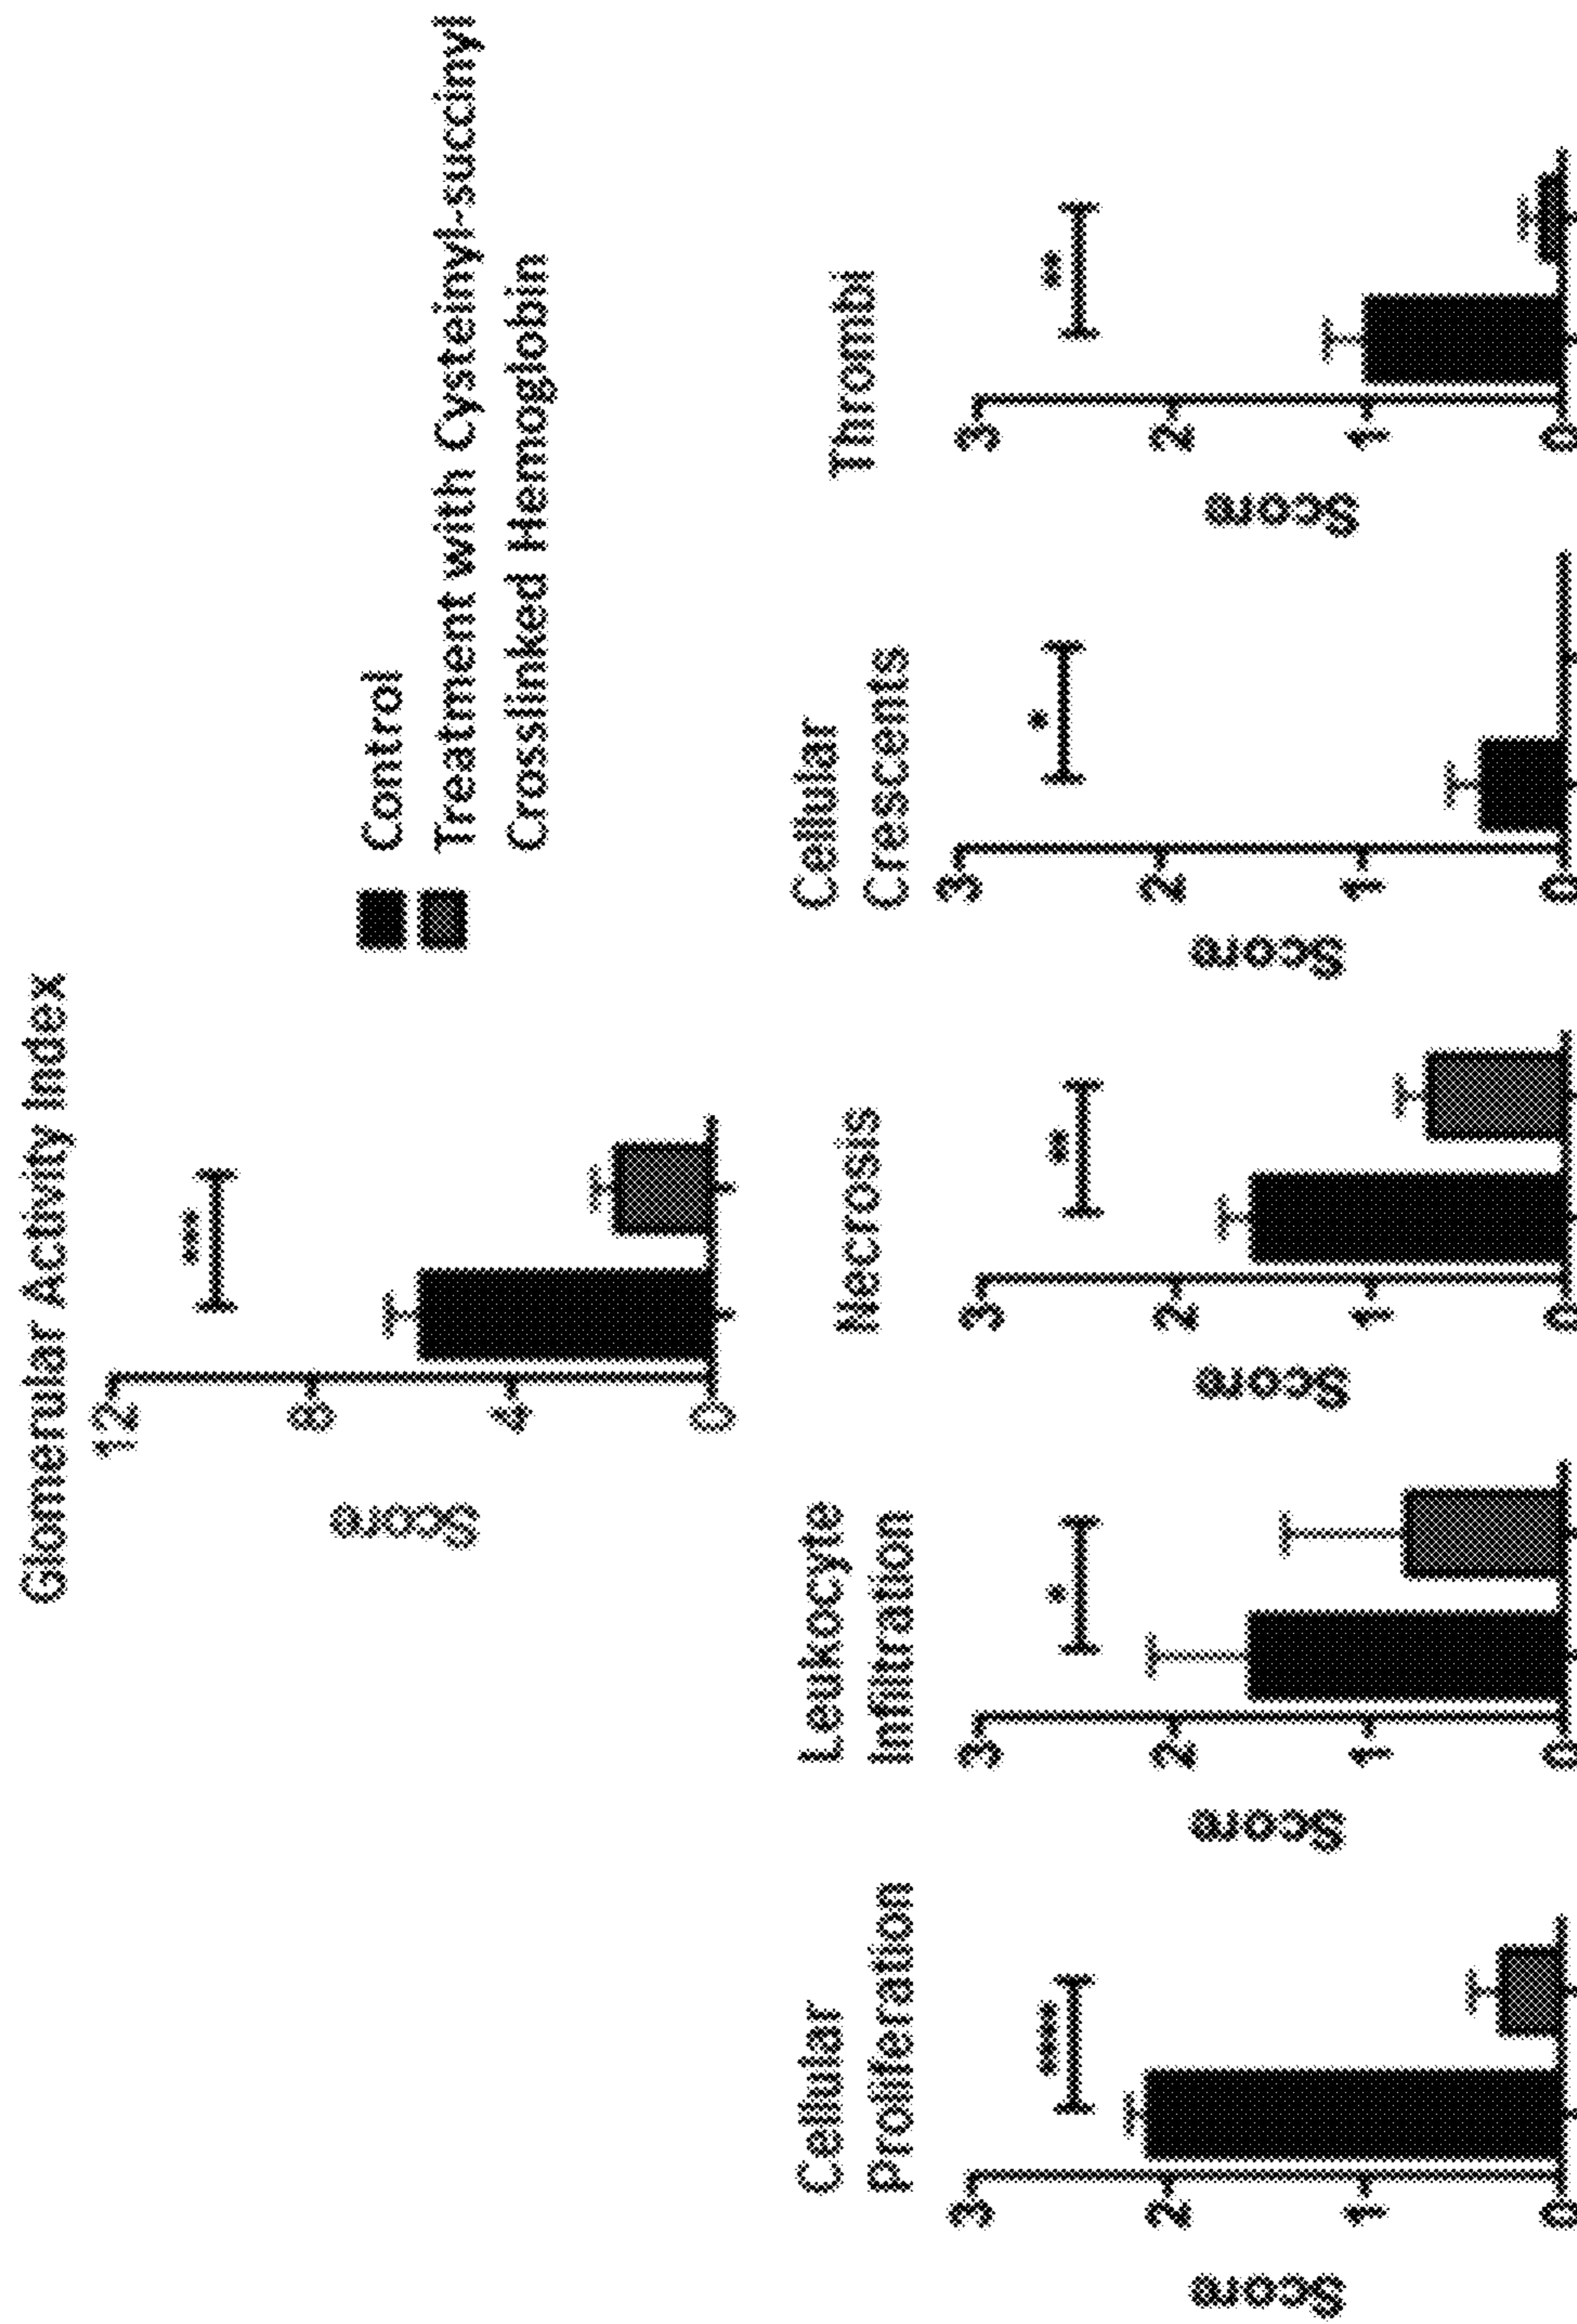 Glomerular Activity Index
Score
12
8
4
0
***
Control
Treatment with Cysteinyl-succinyl
Crosslinked Hemoglobin
Cellular
Proliferation
Score
3
2
1
0
****
Leukocyte
Infiltration
Score
3
2
1
0
*
Necrosis
Score
3
2
1
0
**
Cellular
Crescents
Score
3
2
1
0
*
Thrombi
Score
3
2
1
0
**